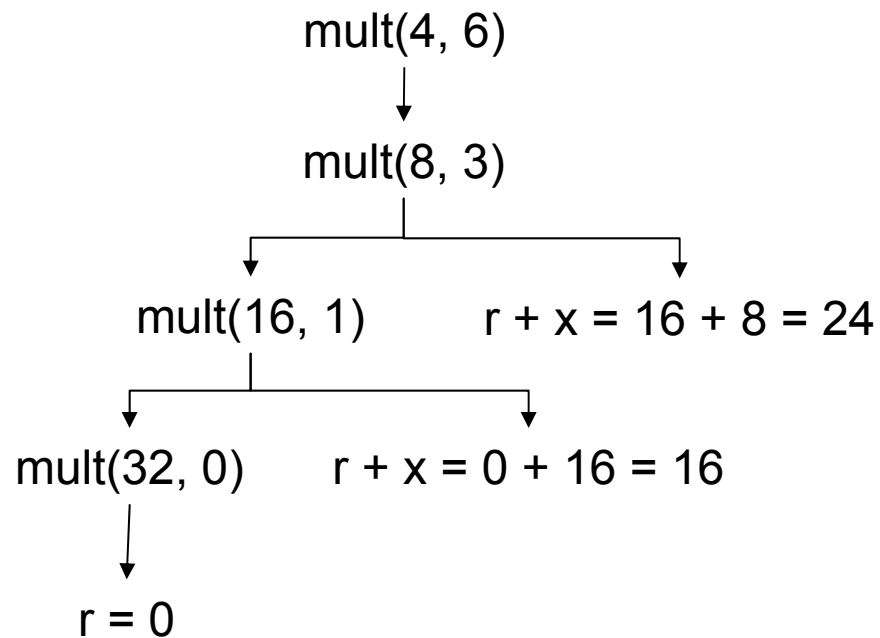 mult(4, 6)
mult(8, 3)
mult(16, 1)
r + x = 16 + 8 = 24
mult(32, 0)
r + x = 0 + 16 = 16
r = 0